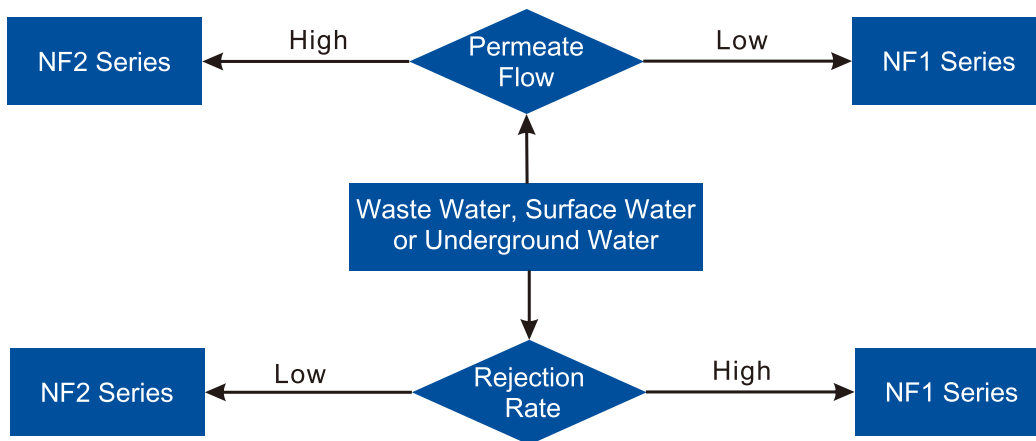 NF2 Series
High
Permeate
Flow
Low
NF1 Series
Waste Water, Surface Water
or Underground Water
NF2 Series
Low
Rejection
Rate
High
NF1 Series